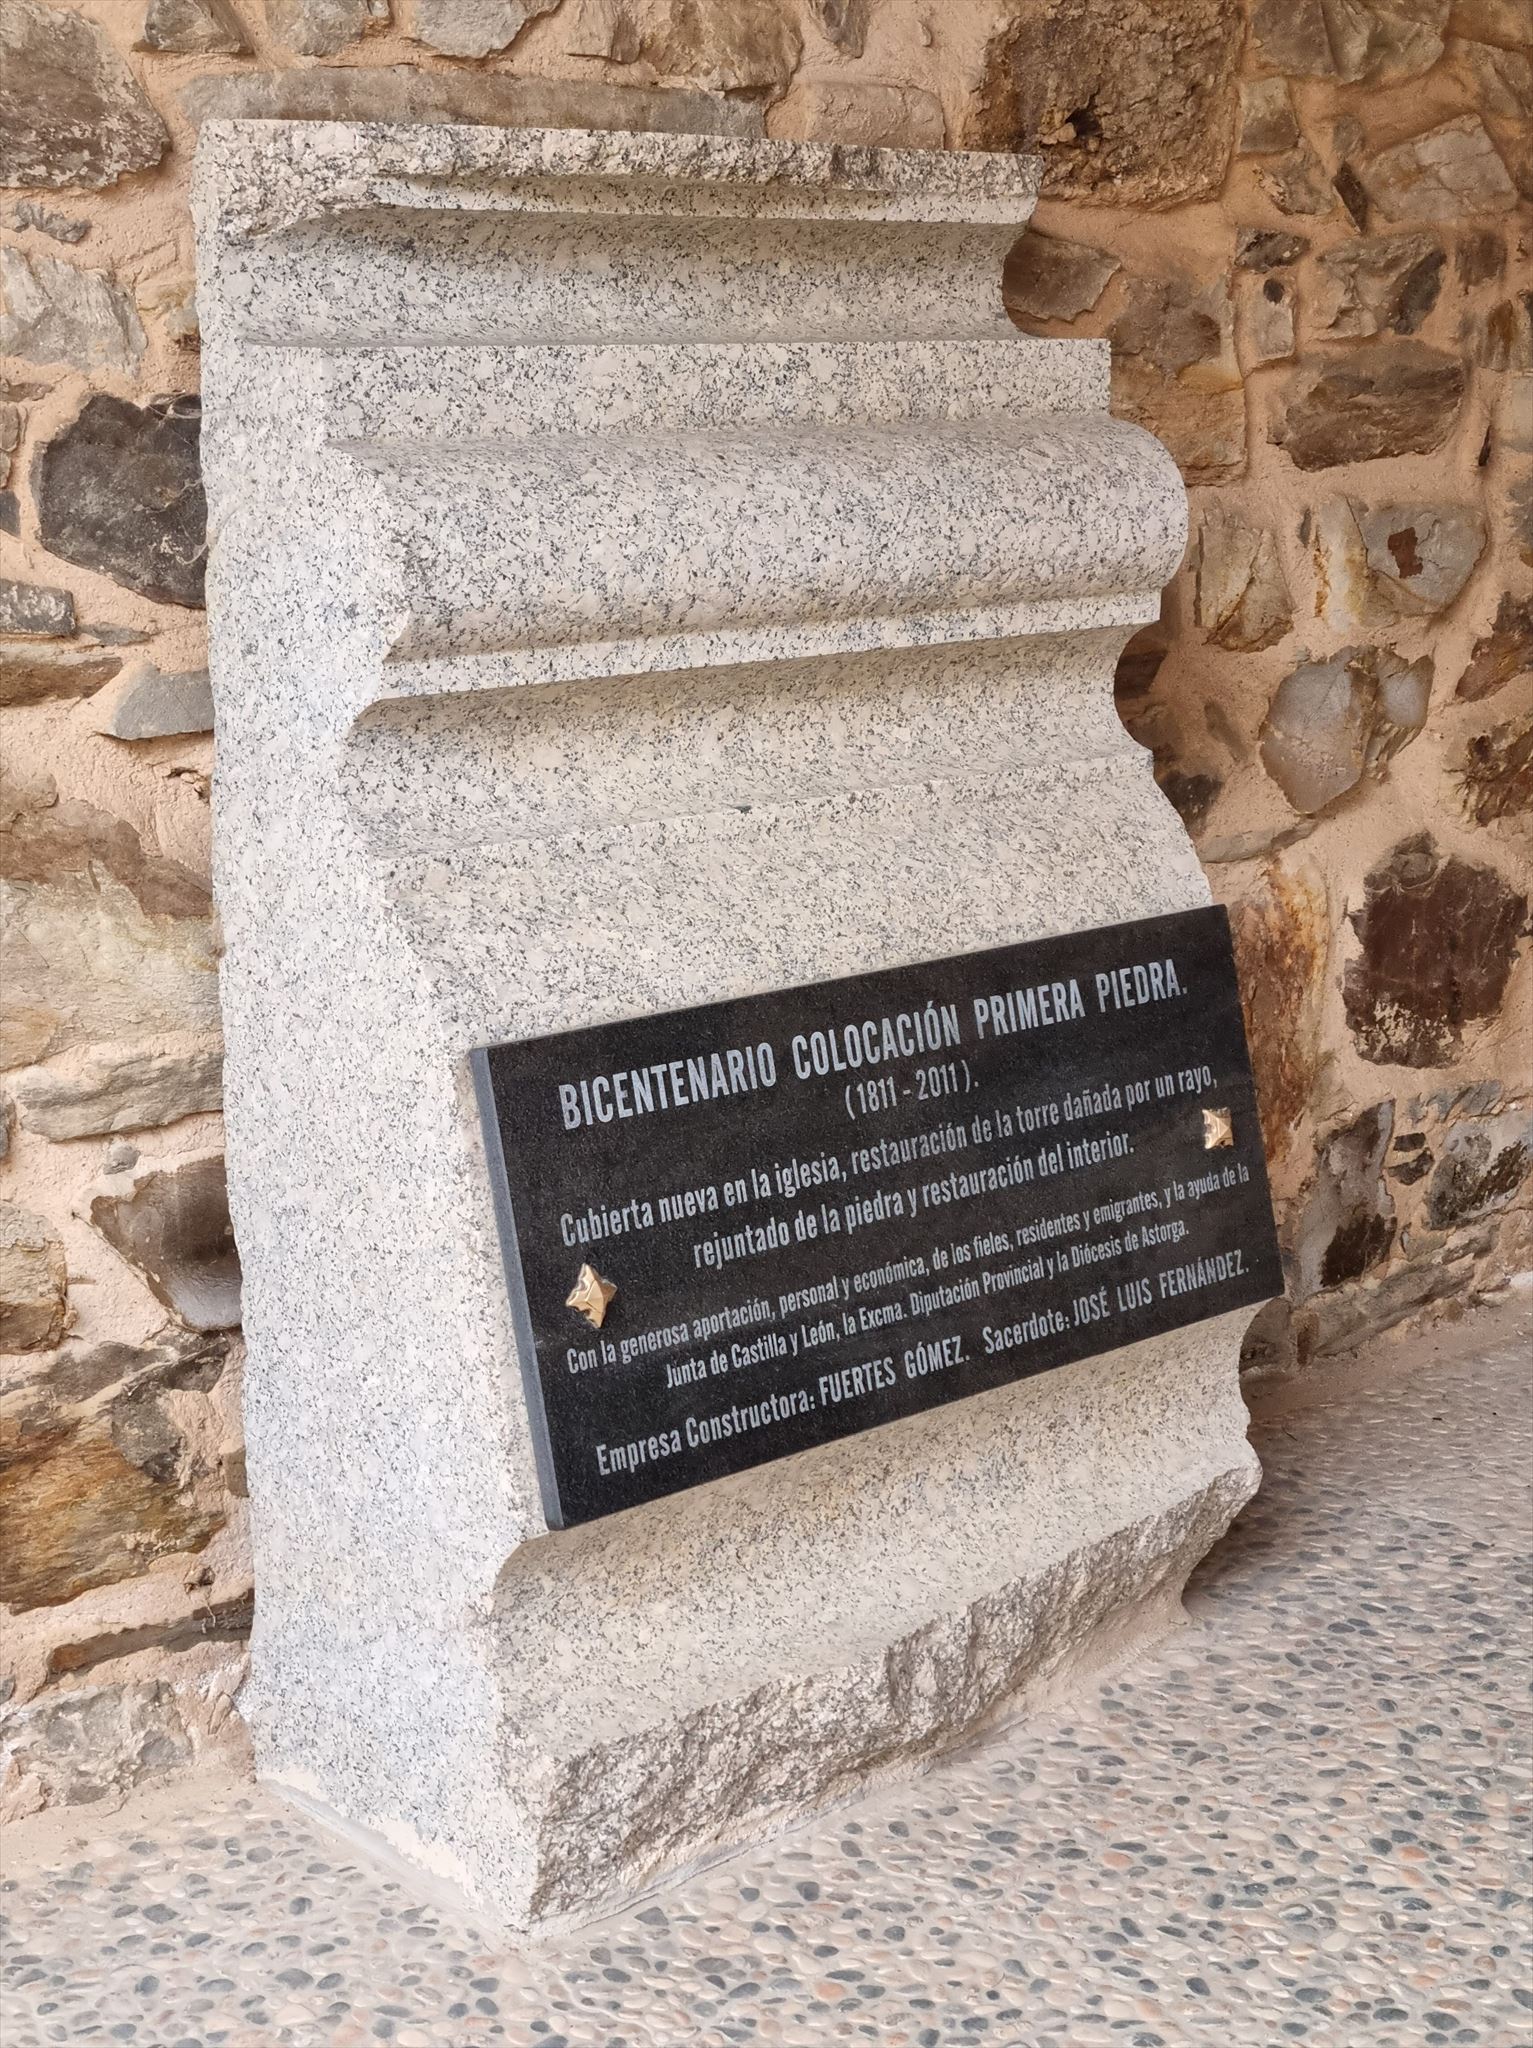 BICENTENARIO COLOCACIÓN PRIMERA PIEDRA.
(1811 - 2011).
Cubierta nueva en la iglesia, restauración de la torre dañada por un rayo,
rejuntado de la piedra y restauración del interior.
Con la generosa aportación, personal y económica, de los fieles, residentes y emigrantes, y la ayuda de la
Junta de Castilla y León, la Excma. Diputación Provincial y la Diócesis de Astorga.
Empresa Constructora: FUERTES GÓMEZ. Sacerdote: JOSÉ LUIS FERNÁNDEZ.